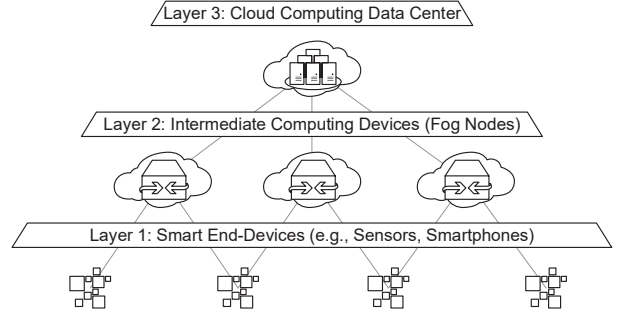 Layer 3: Cloud Computing Data Center
Layer 2: Intermediate Computing Devices (Fog Nodes)
Layer 1: Smart End-Devices (e.g., Sensors, Smartphones)